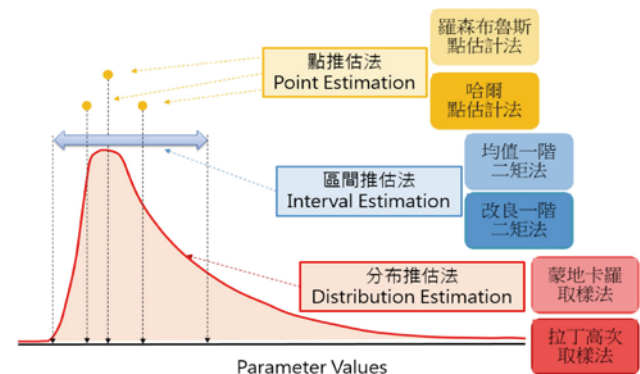 羅森布魯斯
點估計法
點推估法
Point Estimation
哈爾
點估計法
均值一階
二矩法
區間推估法
Interval Estimation
改良一階
二矩法
分布推估法
Distribution Estimation
蒙地卡羅
取樣法
拉丁高次
取樣法
Parameter Values